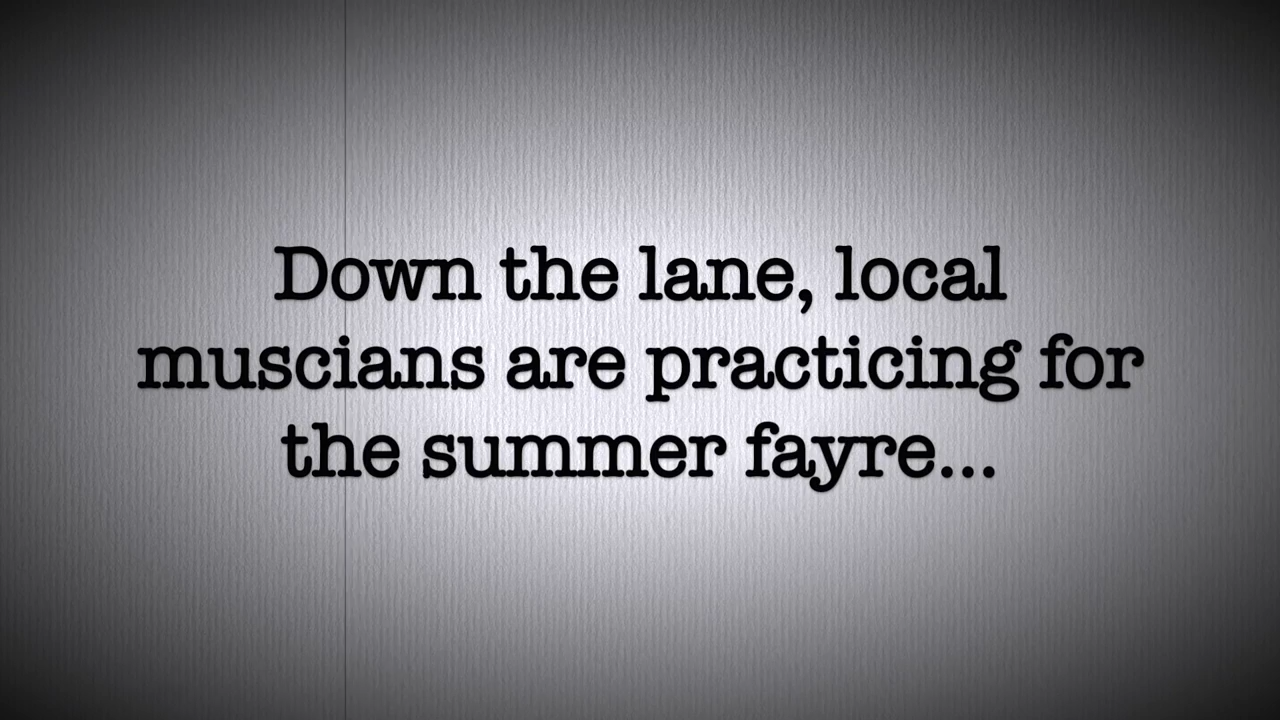 Down the lane, local
muscians are practicing for
the summer fayre...